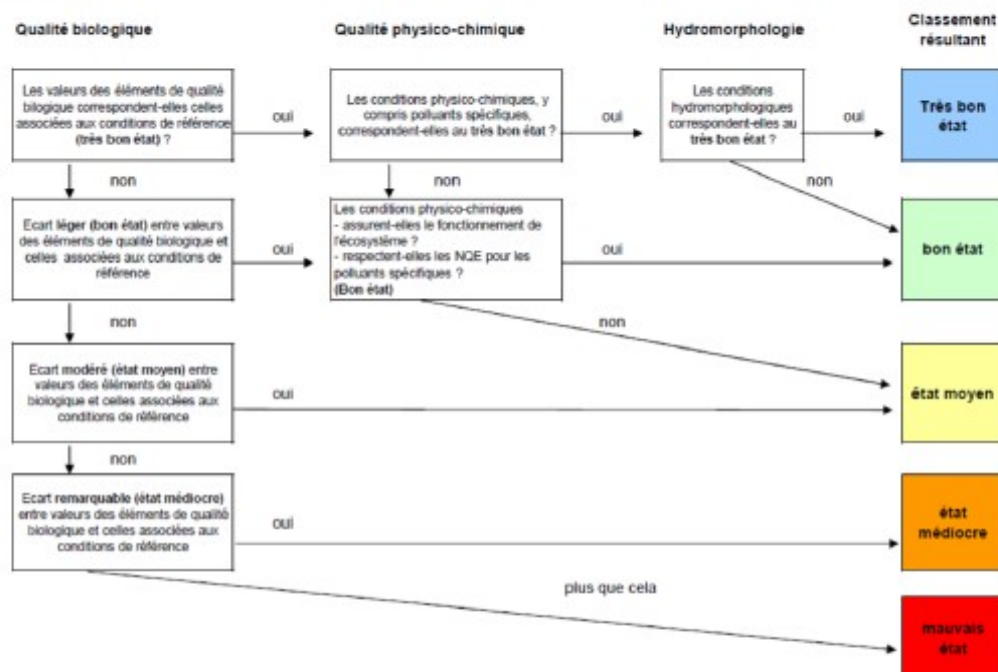 Qualité biologique
Qualité physico-chimique
Hydromorphologie
Classement
résultant
Les valeurs des éléments de qualité
bilogique correspondent-elles celles
associées aux conditions de référence
(très bon état) ?
oui
Les conditions physico-chimiques, y
compris polluants spécifiques,
correspondent-elles au très bon état ?
oui
Les conditions
hydromorphologiques
correspondent-elles au
très bon état ?
oui
Très bon
état
non
non
non
Ecart léger (bon état) entre valeurs
des éléments de qualité biologique et
celles associées aux conditions de
référence
oui
Les conditions physico-chimiques
- assurent-elles le fonctionnement de
l'écosystème ?
- respectent-elles les NQE pour les
polluants spécifiques ?
(Bon état)
oui
bon état
non
non
Ecart modéré (état moyen) entre
valeurs des éléments de qualité
biologique et celles associées aux
conditions de référence
oui
état moyen
non
Ecart remarquable (état médiocre)
entre valeurs des éléments de qualité
biologique et celles associées aux
conditions de référence
oui
état
médiocre
plus que cela
mauvais
état